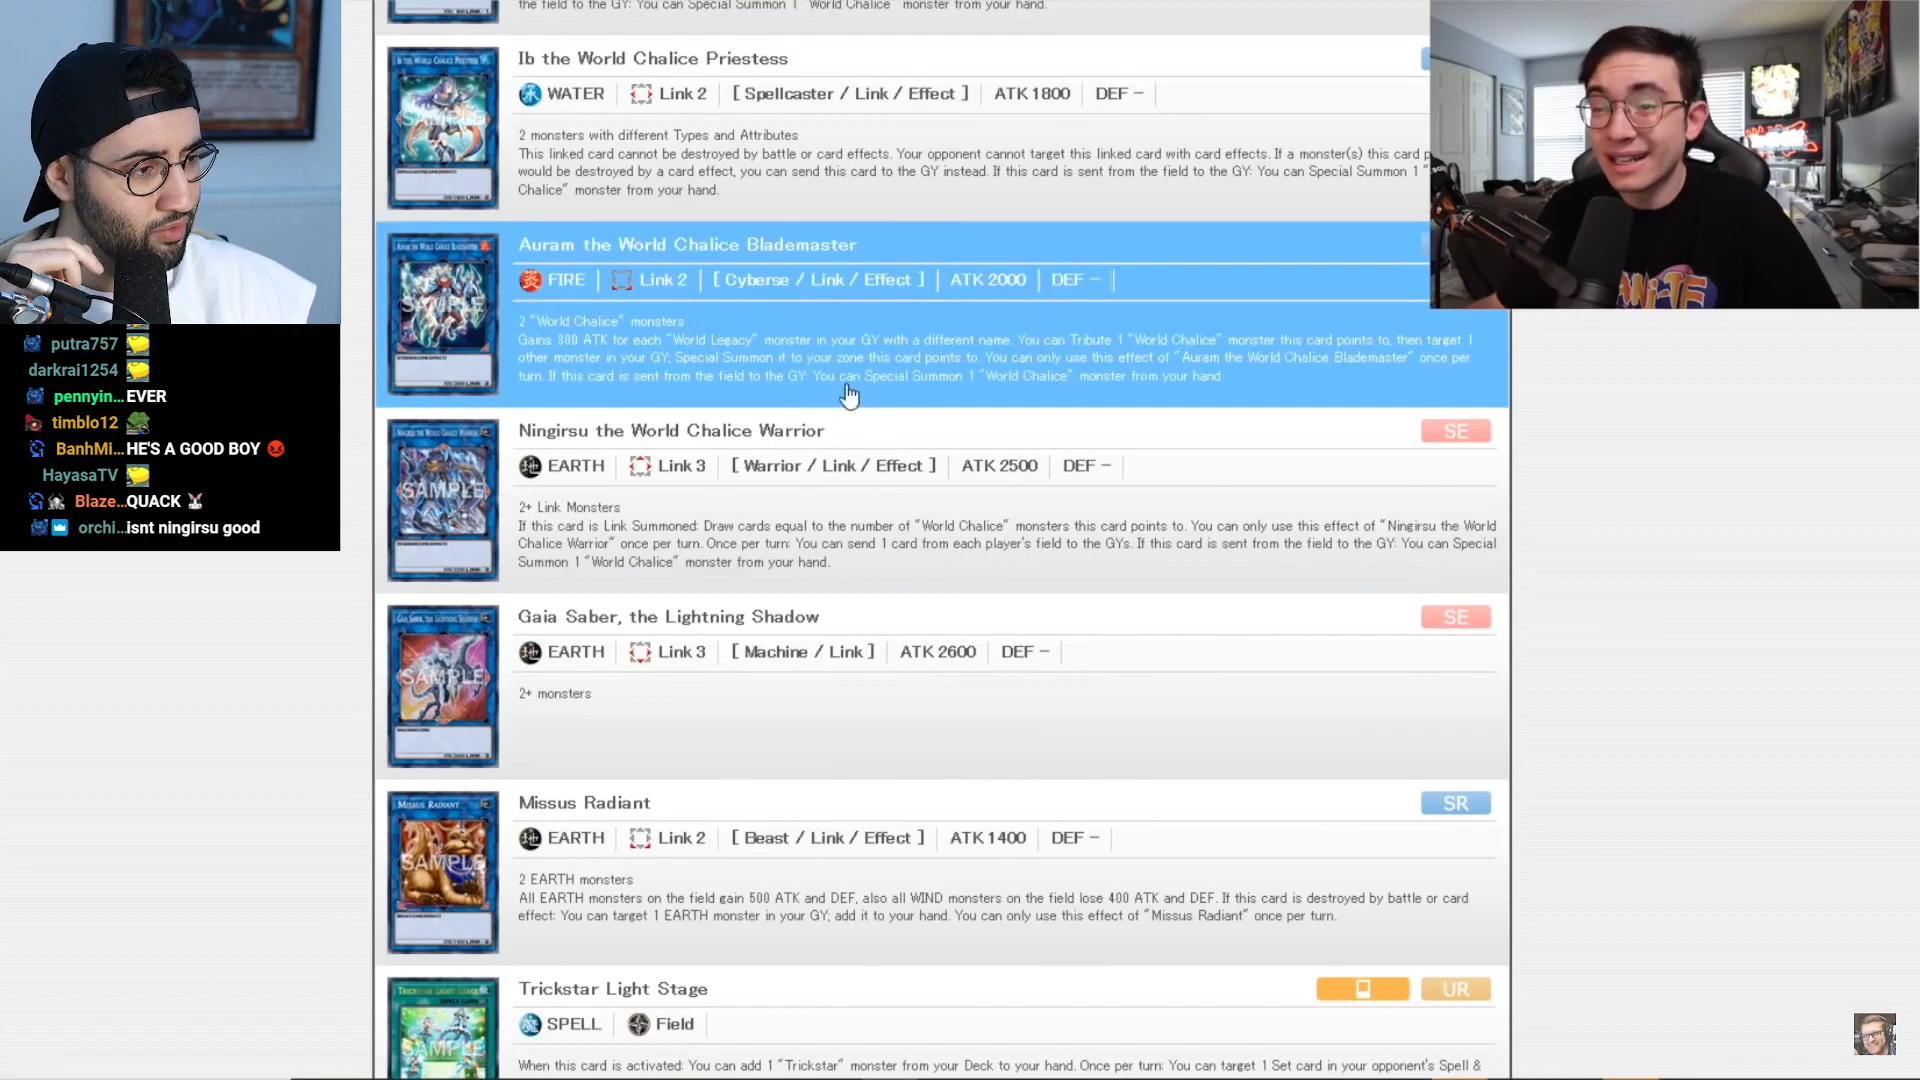 the field to the GY: You can Special Summon 1 "World Chalice" monster from your hand.
Ib the World Chalice Priestess
WATER Link 2 [ Spellcaster / Link / Effect ] ATK 1800 DEF -
2 monsters with different Types and Attributes
This linked card cannot be destroyed by battle or card effects. Your opponent cannot target this linked card with card effects. If a monster(s) this card p
would be destroyed by a card effect, you can send this card to the GY instead. If this card is sent from the field to the GY: You can Special Summon 1 "
Chalice" monster from your hand.
SAMPLE
Auram the World Chalice Blademaster
FIRE Link 2 [ Cyberse / Link / Effect ] ATK 2000 DEF -
2 "World Chalice" monsters
Gains 300 ATK for each "World Legacy" monster in your GY with a different name. You can Tribute 1 "World Chalice" monster this card points to, then target 1
other monster in your GY; Special Summon it to your zone this card points to. You can only use this effect of "Auram the World Chalice Blademaster" once per
turn. If this card is sent from the field to the GY: You can Special Summon 1 "World Chalice" monster from your hand.
SAMPLE
putra757
darkrai1254
pennyin... EVER
timblo12
BanhMi... HE'S A GOOD BOY
HayasaTV
Blaze... QUACK
orchi... isnt ningirsu good
Ningirsu the World Chalice Warrior
SE
EARTH Link 3 [ Warrior / Link / Effect ] ATK 2500 DEF -
2+ Link Monsters
If this card is Link Summoned: Draw cards equal to the number of "World Chalice" monsters this card points to. You can only use this effect of "Ningirsu the World
Chalice Warrior" once per turn. Once per turn: You can send 1 card from each player's field to the GYs. If this card is sent from the field to the GY: You can Special
Summon 1 "World Chalice" monster from your hand.
SAMPLE
Gaia Saber, the Lightning Shadow
SE
EARTH Link 3 [ Machine / Link ] ATK 2600 DEF -
2+ monsters
SAMPLE
Missus Radiant
SR
EARTH Link 2 [ Beast / Link / Effect ] ATK 1400 DEF -
2 EARTH monsters
All EARTH monsters on the field gain 500 ATK and DEF, also all WIND monsters on the field lose 400 ATK and DEF. If this card is destroyed by battle or card
effect: You can target 1 EARTH monster in your GY; add it to your hand. You can only use this effect of "Missus Radiant" once per turn.
MISSUS RADIANT
SAMPLE
Trickstar Light Stage
UR
SPELL Field
When this card is activated: You can add 1 "Trickstar" monster from your Deck to your hand. Once per turn: You can target 1 Set card in your opponent's Spell &
TRICKSTAR LIGHT STAGE
SAMPLE